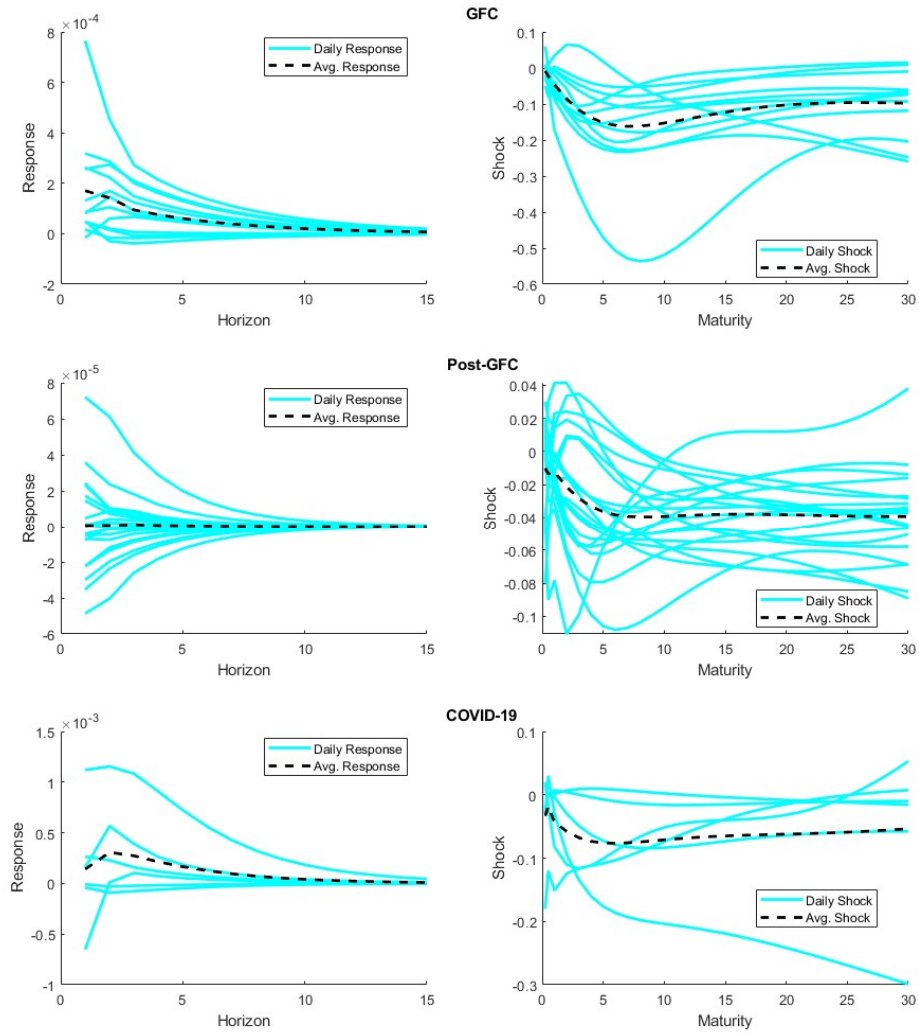 GFC
×10⁻⁴
8
6
4
2
0
-2
Response
0 5 10 15
Horizon
Daily Response
Avg. Response
0.1
0
-0.1
-0.2
-0.3
-0.4
-0.5
-0.6
Shock
0 5 10 15 20 25 30
Maturity
Daily Shock
Avg. Shock
Post-GFC
×10⁻⁵
8
6
4
2
0
-2
-4
-6
Response
0 5 10 15
Horizon
Daily Response
Avg. Response
0.04
0.02
0
-0.02
-0.04
-0.06
-0.08
-0.1
Shock
0 5 10 15 20 25 30
Maturity
Daily Shock
Avg. Shock
COVID-19
×10⁻³
1.5
1
0.5
0
-0.5
-1
Response
0 5 10 15
Horizon
Daily Response
Avg. Response
0.1
0
-0.1
-0.2
-0.3
Shock
0 5 10 15 20 25 30
Maturity
Daily Shock
Avg. Shock